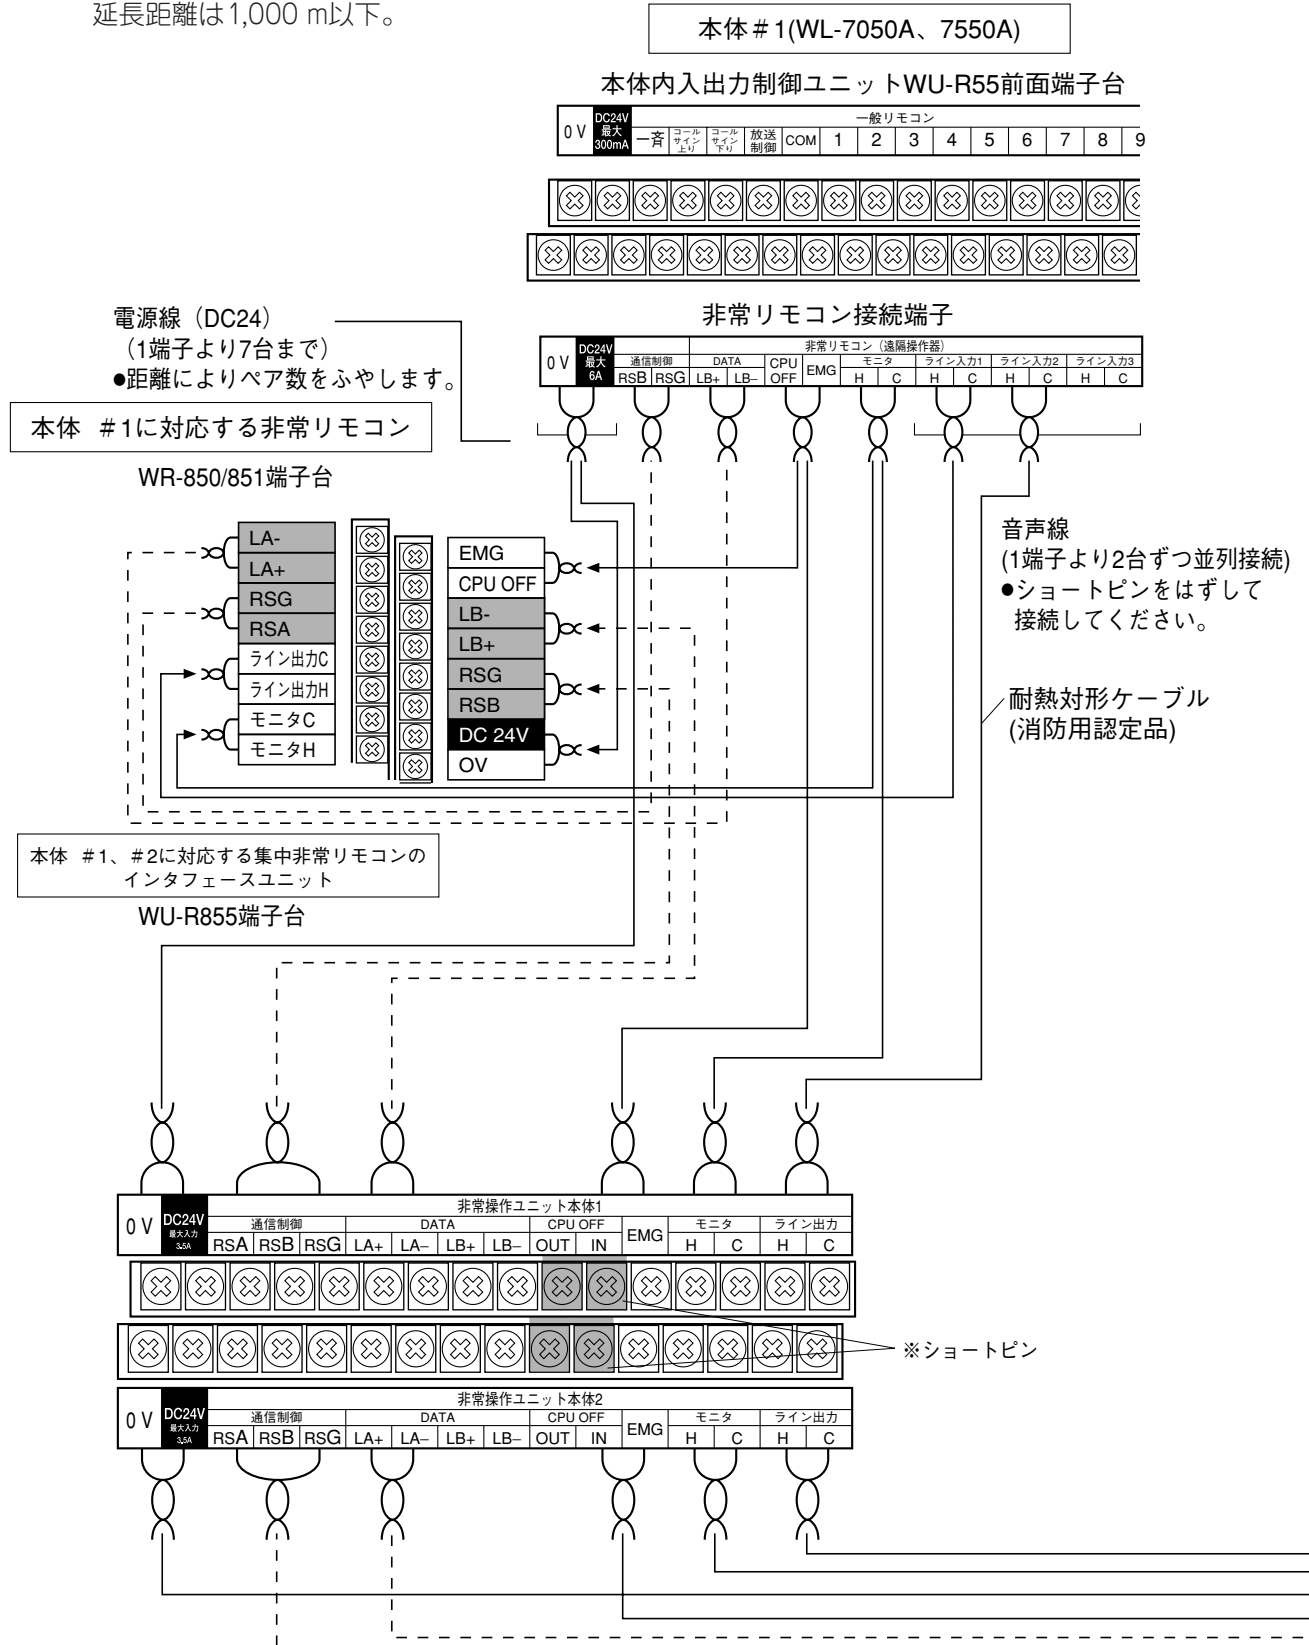 延長距離は1,000 m以下。
本体＃1(WL-7050A、7550A)
本体内入出力制御ユニットWU-R55前面端子台
0 V
DC24V
最大
300mA
一般リモコン
一斉
コール
サイン
上り
コール
サイン
下り
放送
制御
COM 1 2 3 4 5 6 7 8 9
電源線（DC24）
（1端子より7台まで）
●距離によりペア数をふやします。
非常リモコン接続端子
0 V
DC24V
最大
6A
非常リモコン（遠隔操作器）
通信制御 DATA CPU OFF EMG モニタ ライン入力1 ライン入力2 ライン入力3
RSB RSG LB+ LB− H C H C H C H C
本体 ＃1に対応する非常リモコン
WR-850/851端子台
LA-
LA+
RSG
RSA
ライン出力C
ライン出力H
モニタC
モニタH
EMG
CPU OFF
LB-
LB+
RSG
RSB
DC 24V
OV
音声線
(1端子より2台ずつ並列接続)
●ショートピンをはずして
接続してください。
耐熱対形ケーブル
(消防用認定品)
本体 ＃1、＃2に対応する集中非常リモコンの
インタフェースユニット
WU-R855端子台
0 V
DC24V
最大入力
3.5A
非常操作ユニット本体1
通信制御 DATA CPU OFF EMG モニタ ライン出力
RSA RSB RSG LA+ LA− LB+ LB− OUT IN H C H C
※ショートピン
0 V
DC24V
最大入力
3.5A
非常操作ユニット本体2
通信制御 DATA CPU OFF EMG モニタ ライン出力
RSA RSB RSG LA+ LA− LB+ LB− OUT IN H C H C